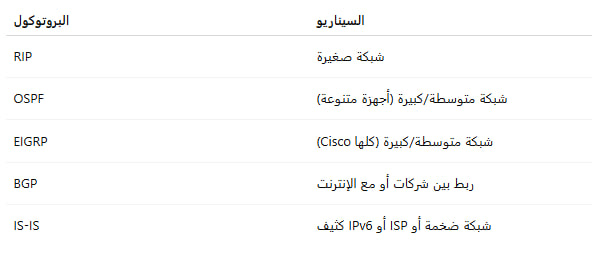 السيناريو البروتوكول
شبكة صغيرة RIP
شبكة متوسطة/كبيرة (أجهزة متنوعة) OSPF
شبكة متوسطة/كبيرة (كلها Cisco) EIGRP
ربط بين شركات أو مع الإنترنت BGP
شبكة ضخمة أو ISP أو IPv6 كثيف IS-IS